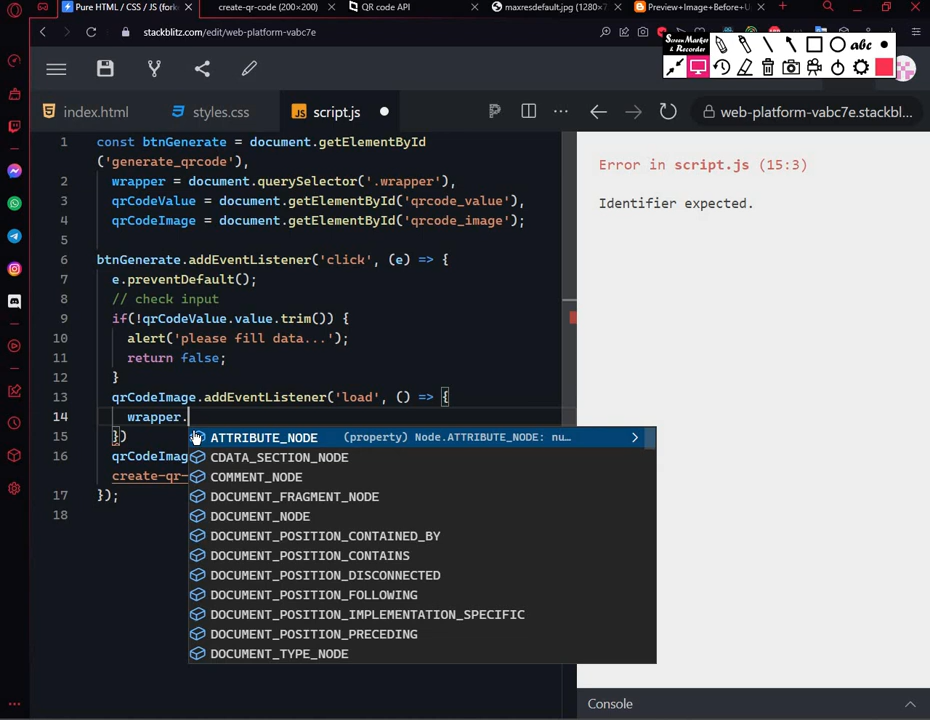 Pure HTML / CSS / JS (fork
create-qr-code (200×200)
QR code API
maxresdefault.jpg (1280×7
Preview+Image+Before+U
stackblitz.com/edit/web-platform-vabc7e
Screen Marker
& Recorder
abc
index.html
styles.css
JS script.js
web-platform-vabc7e.stackbl...
1 const btnGenerate = document.getElementById
('generate_qrcode'),
2 wrapper = document.querySelector('.wrapper'),
3 qrCodeValue = document.getElementById('qrcode_value'),
4 qrCodeImage = document.getElementById('qrcode_image');
5
6 btnGenerate.addEventListener('click', (e) => {
7 e.preventDefault();
8 // check input
9 if(!qrCodeValue.value.trim()) {
10 alert('please fill data...');
11 return false;
12 }
13 qrCodeImage.addEventListener('load', () => {
14 wrapper.
15 })
16 qrCodeImag
create-qr-
17 });
18
ATTRIBUTE_NODE (property) Node.ATTRIBUTE_NODE: nu…
CDATA_SECTION_NODE
COMMENT_NODE
DOCUMENT_FRAGMENT_NODE
DOCUMENT_NODE
DOCUMENT_POSITION_CONTAINED_BY
DOCUMENT_POSITION_CONTAINS
DOCUMENT_POSITION_DISCONNECTED
DOCUMENT_POSITION_FOLLOWING
DOCUMENT_POSITION_IMPLEMENTATION_SPECIFIC
DOCUMENT_POSITION_PRECEDING
DOCUMENT_TYPE_NODE
Error in script.js (15:3)
Identifier expected.
Console